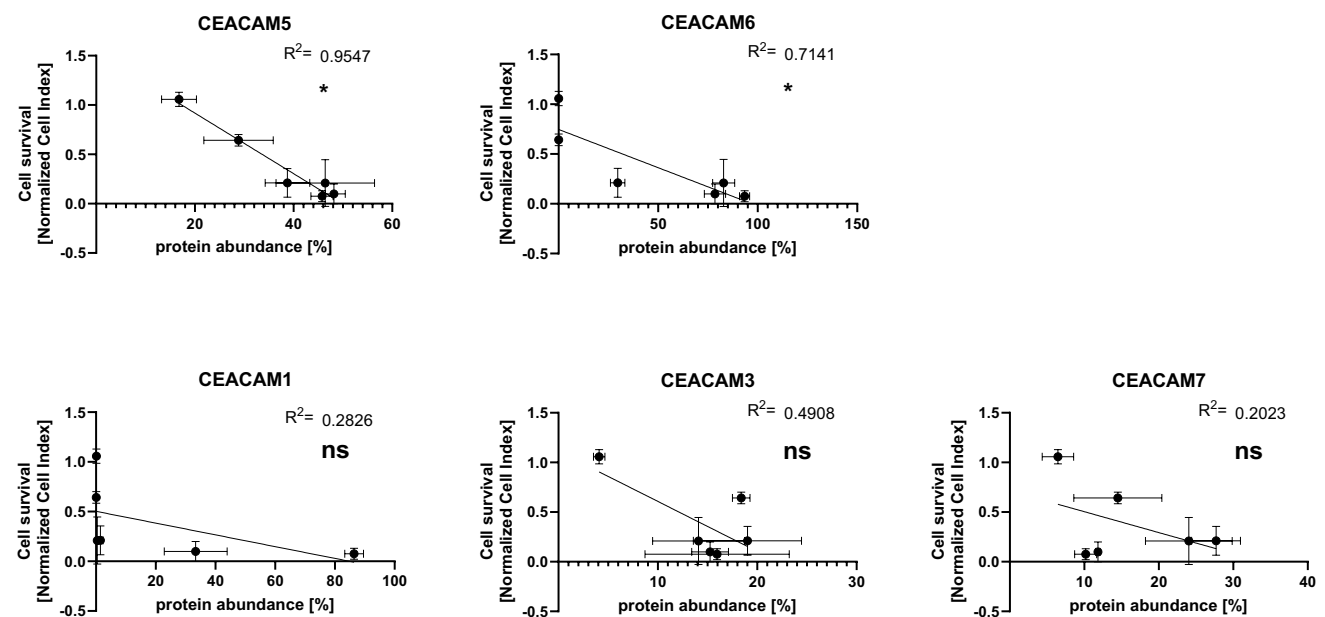 CEACAM5
R2= 0.9547
*
1.5
1.0
0.5
0.0
-0.5
20
40
60
Cell survival
[Normalized Cell Index]
protein abundance [%]
CEACAM6
R2= 0.7141
*
1.5
1.0
0.5
0.0
-0.5
50
100
150
Cell survival
[Normalized Cell Index]
protein abundance [%]
CEACAM1
R2= 0.2826
ns
1.5
1.0
0.5
0.0
-0.5
20
40
60
80
100
Cell survival
[Normalized Cell Index]
protein abundance [%]
CEACAM3
R2= 0.4908
ns
1.5
1.0
0.5
0.0
-0.5
10
20
30
Cell survival
[Normalized Cell Index]
protein abundance [%]
CEACAM7
R2= 0.2023
ns
1.5
1.0
0.5
0.0
-0.5
10
20
30
40
Cell survival
[Normalized Cell Index]
protein abundance [%]